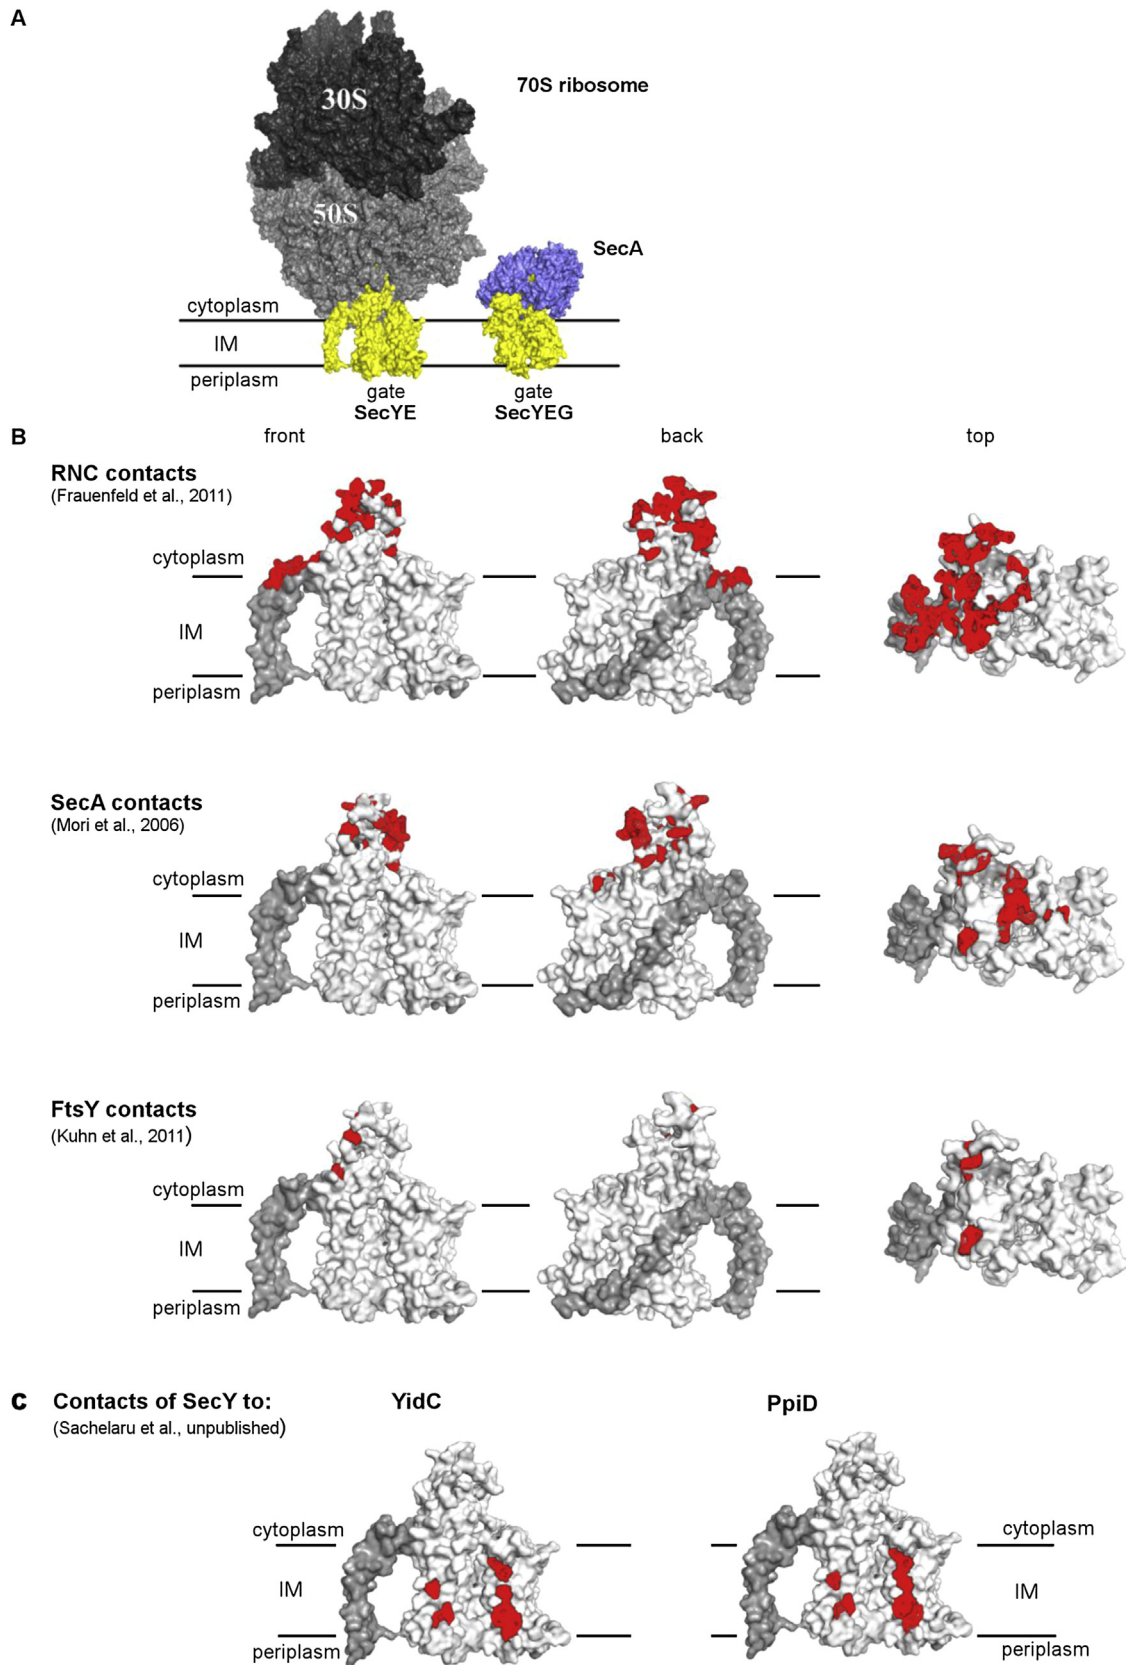 A
30S
70S ribosome
50S
SecA
cytoplasm
IM
periplasm
gate
SecYE
gate
SecYEG
B
front
back
top
RNC contacts
(Frauenfeld et al., 2011)
cytoplasm
IM
periplasm
SecA contacts
(Mori et al., 2006)
cytoplasm
IM
periplasm
FtsY contacts
(Kuhn et al., 2011)
cytoplasm
IM
periplasm
C
Contacts of SecY to:
(Sachelaru et al., unpublished)
YidC
PpiD
cytoplasm
cytoplasm
IM
IM
periplasm
periplasm